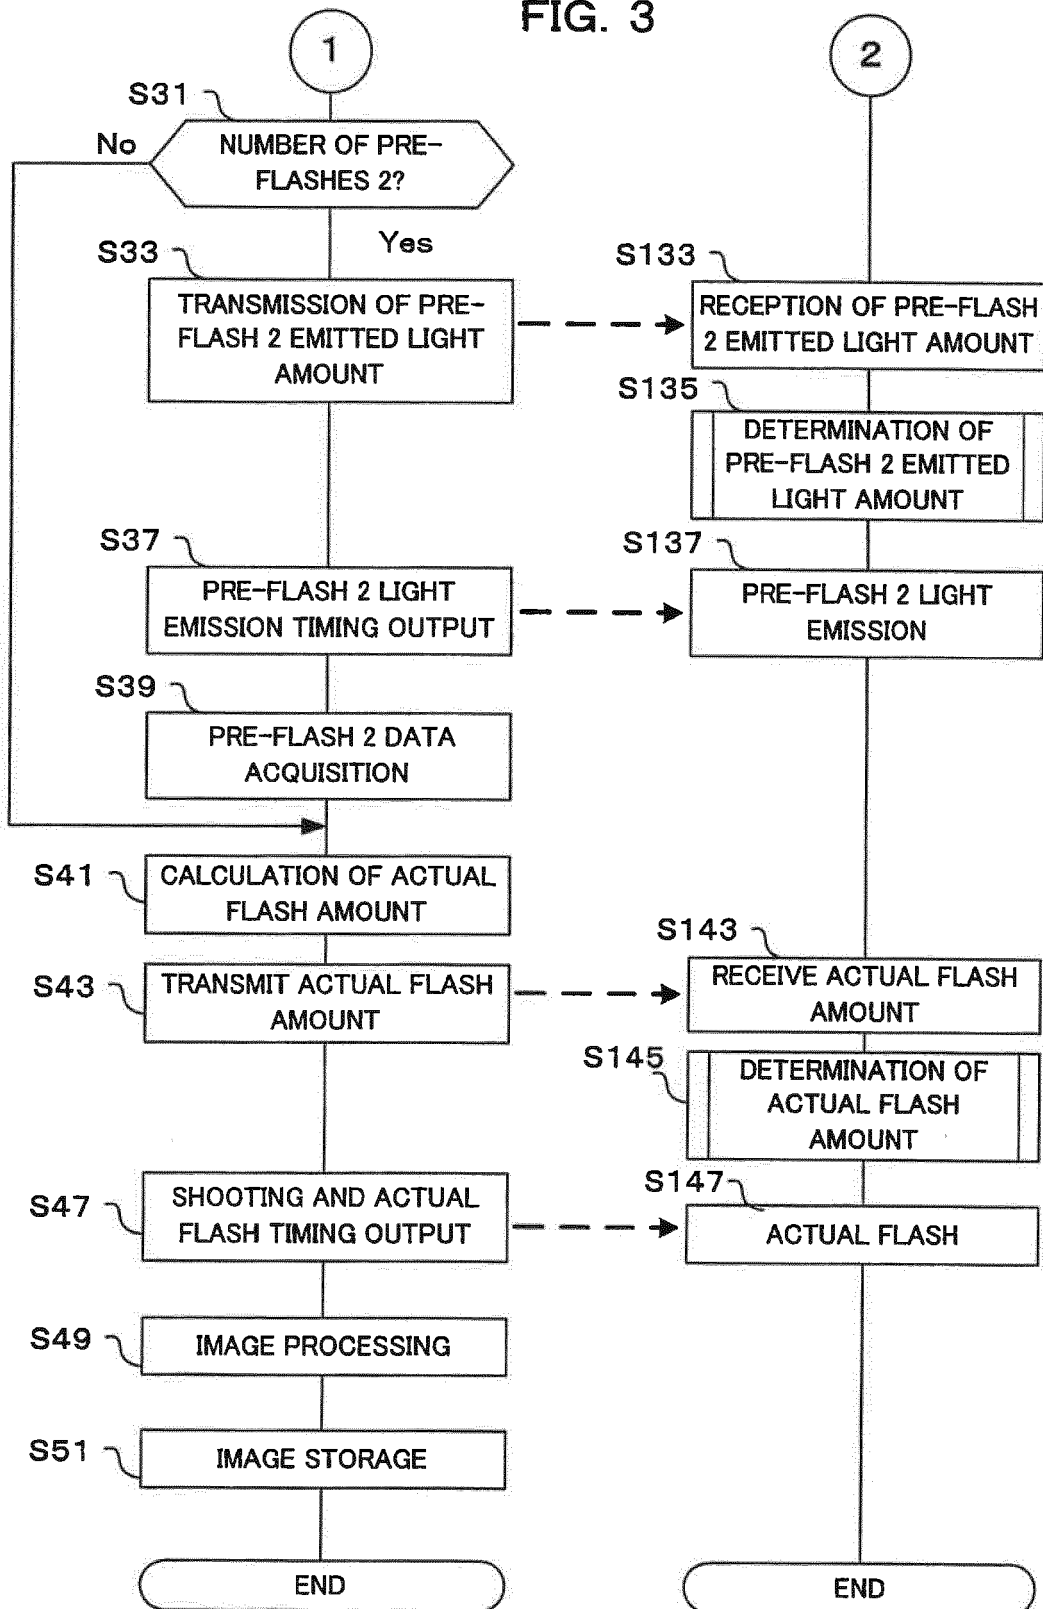 FIG. 3
1
2
S31
No
NUMBER OF PRE-
FLASHES 2?
Yes
S33
TRANSMISSION OF PRE-
FLASH 2 EMITTED LIGHT
AMOUNT
S133
RECEPTION OF PRE-FLASH
2 EMITTED LIGHT AMOUNT
S135
DETERMINATION OF
PRE-FLASH 2 EMITTED
LIGHT AMOUNT
S37
PRE-FLASH 2 LIGHT
EMISSION TIMING OUTPUT
S137
PRE-FLASH 2 LIGHT
EMISSION
S39
PRE-FLASH 2 DATA
ACQUISITION
S41
CALCULATION OF ACTUAL
FLASH AMOUNT
S43
TRANSMIT ACTUAL FLASH
AMOUNT
S143
RECEIVE ACTUAL FLASH
AMOUNT
S145
DETERMINATION OF
ACTUAL FLASH
AMOUNT
S47
SHOOTING AND ACTUAL
FLASH TIMING OUTPUT
S147
ACTUAL FLASH
S49
IMAGE PROCESSING
S51
IMAGE STORAGE
END
END